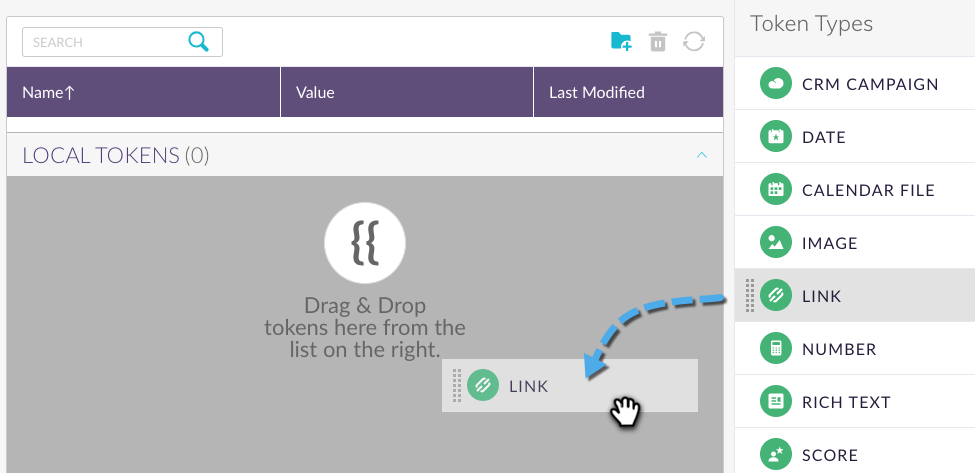 SEARCH
Name↑ Value Last Modified
LOCAL TOKENS (0)
{{
Drag & Drop
tokens here from the
list on the right.
LINK
Token Types
CRM CAMPAIGN
DATE
CALENDAR FILE
IMAGE
LINK
NUMBER
RICH TEXT
SCORE